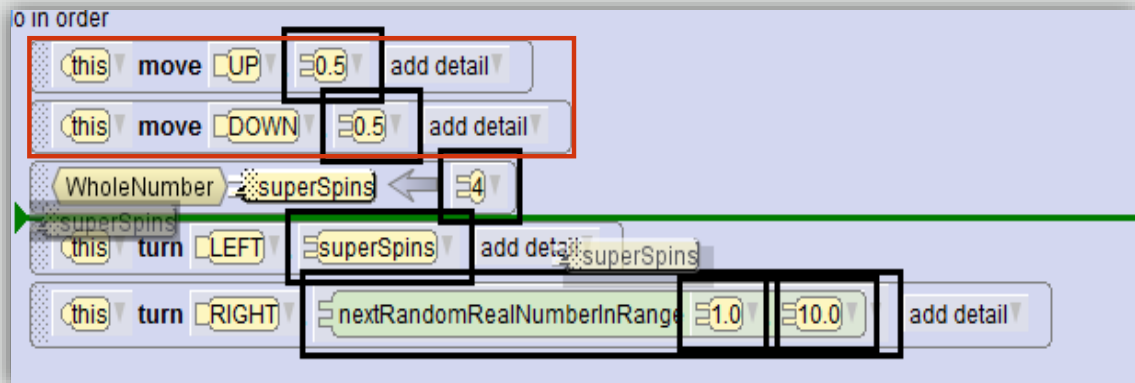 o in order
this move UP 0.5 add detail
this move DOWN 0.5 add detail
WholeNumber superSpins 4
superSpins
this turn LEFT superSpins add detail
superSpins
this turn RIGHT nextRandomRealNumberInRange 1.0 10.0 add detail